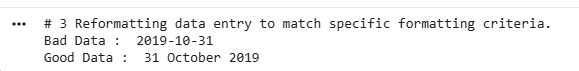 # 3 Reformatting data entry to match specific formatting criteria.
Bad Data :  2019-10-31
Good Data :  31 October 2019